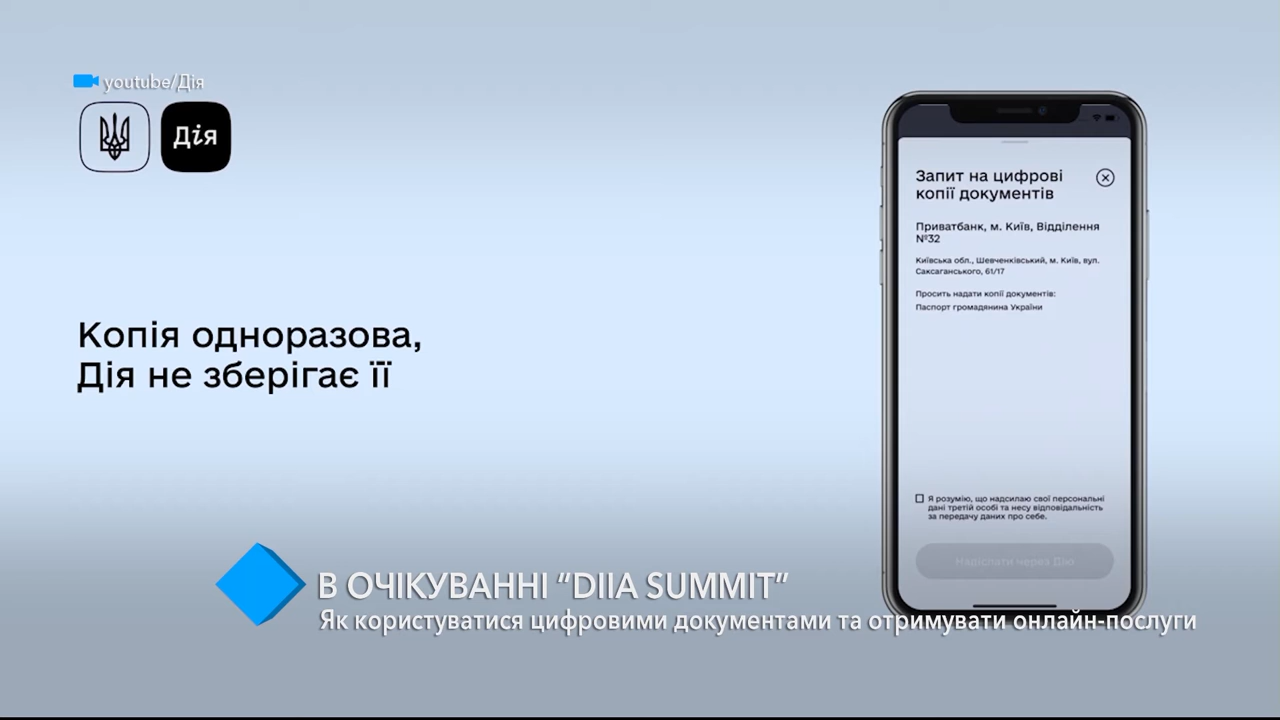 youtube/Дія
Дія
Копія одноразова,
Дія не зберігає її
Запит на цифрові
копії документів
Приватбанк, м. Київ, Відділення
№32
Київська обл., Шевченківський, м. Київ, вул.
Саксаганського, 61/17
Просить надати копії документів:
Паспорт громадянина України
Я розумію, що надсилаю свої персональні
дані третій особі та несу відповідальність
за передачу даних про себе.
Надіслати через Дію
В ОЧІКУВАННІ “DIIA SUMMIT”
Як користуватися цифровими документами та отримувати онлайн-послуги